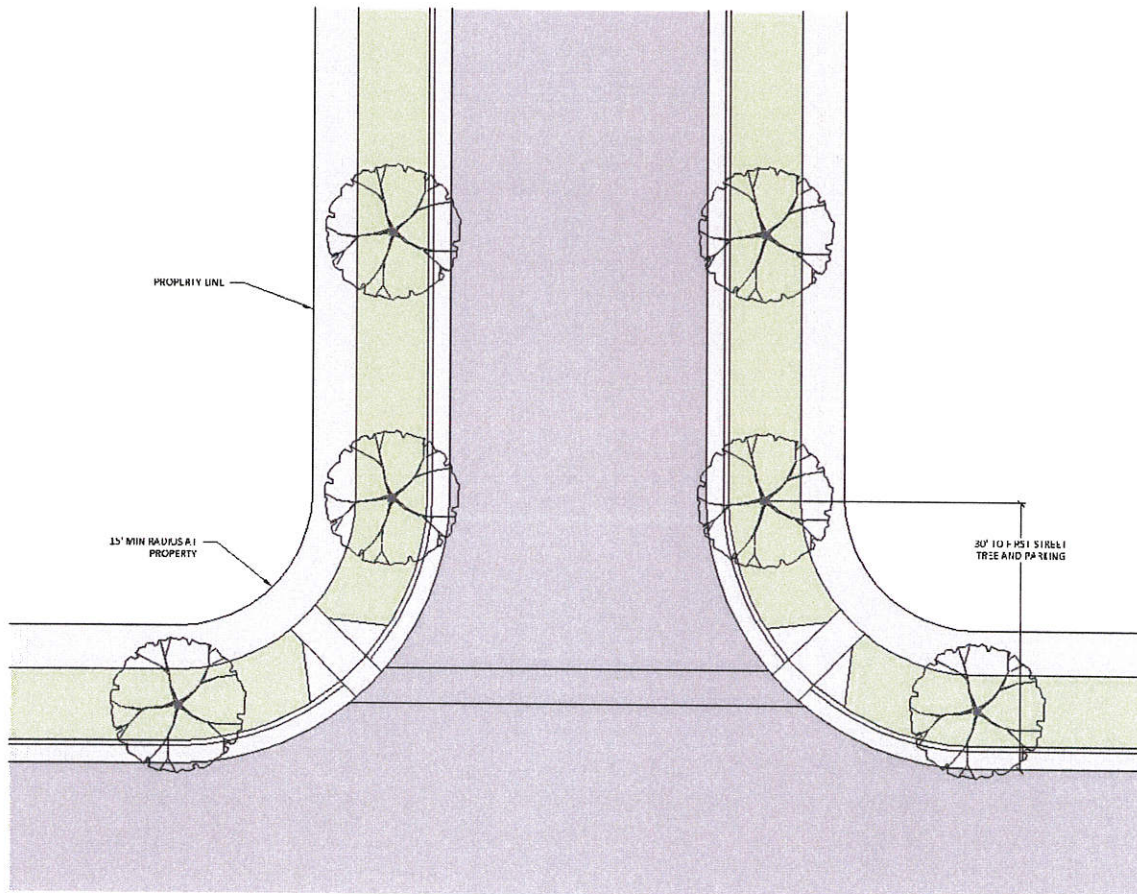 PROPERTY LINE
15' MIN RADIUS AT
PROPERTY
30' TO FIRST STREET
TREE AND PARKING